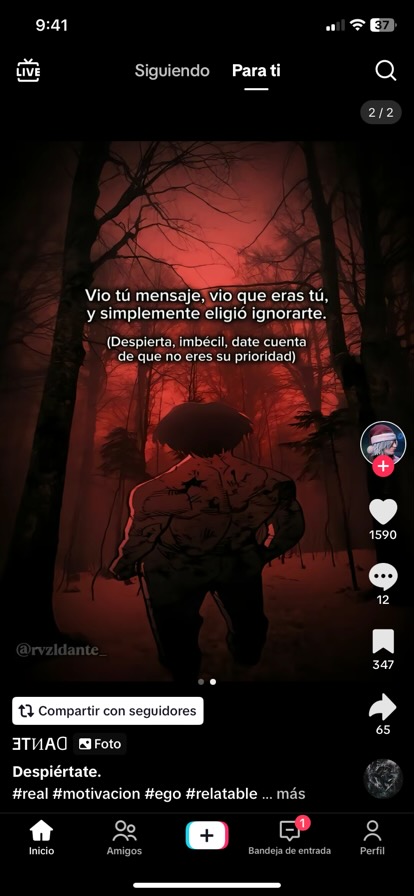 9:41
37
LIVE
Siguiendo
Para ti
2 / 2
Vio tú mensaje, vio que eras tú,
y simplemente eligió ignorarte.
(Despierta, imbécil, date cuenta
de que no eres su prioridad)
1590
12
347
@rvzldante_
65
Compartir con seguidores
ƎTИAᗡ
Foto
Despiértate.
#real #motivacion #ego #relatable ... más
1
Inicio
Amigos
Bandeja de entrada
Perfil